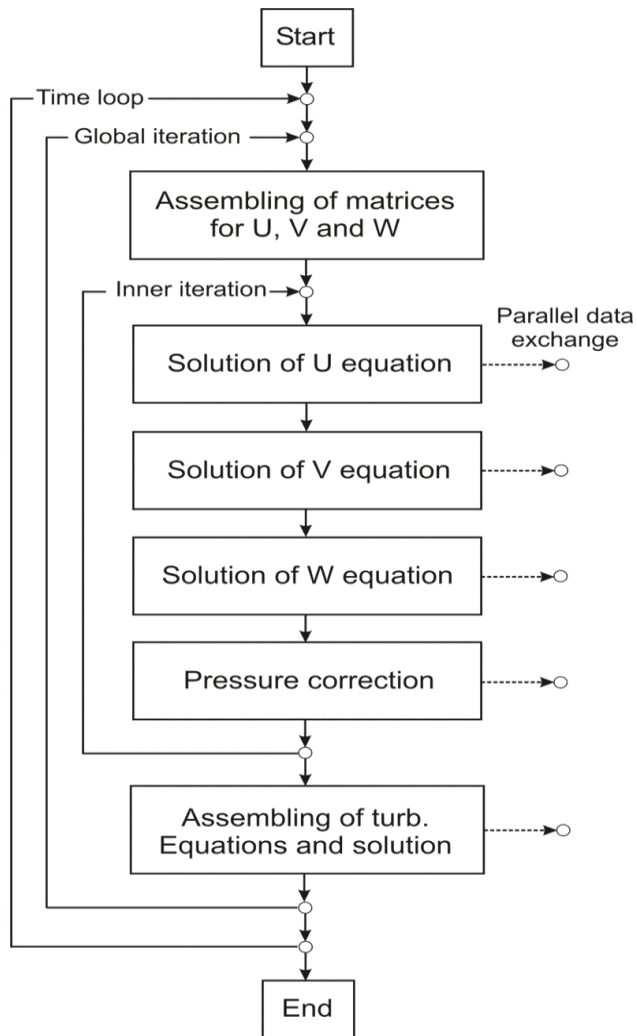 Start
Time loop
Global iteration
Assembling of matrices
for U, V and W
Inner iteration
Parallel data
exchange
Solution of U equation
Solution of V equation
Solution of W equation
Pressure correction
Assembling of turb.
Equations and solution
End